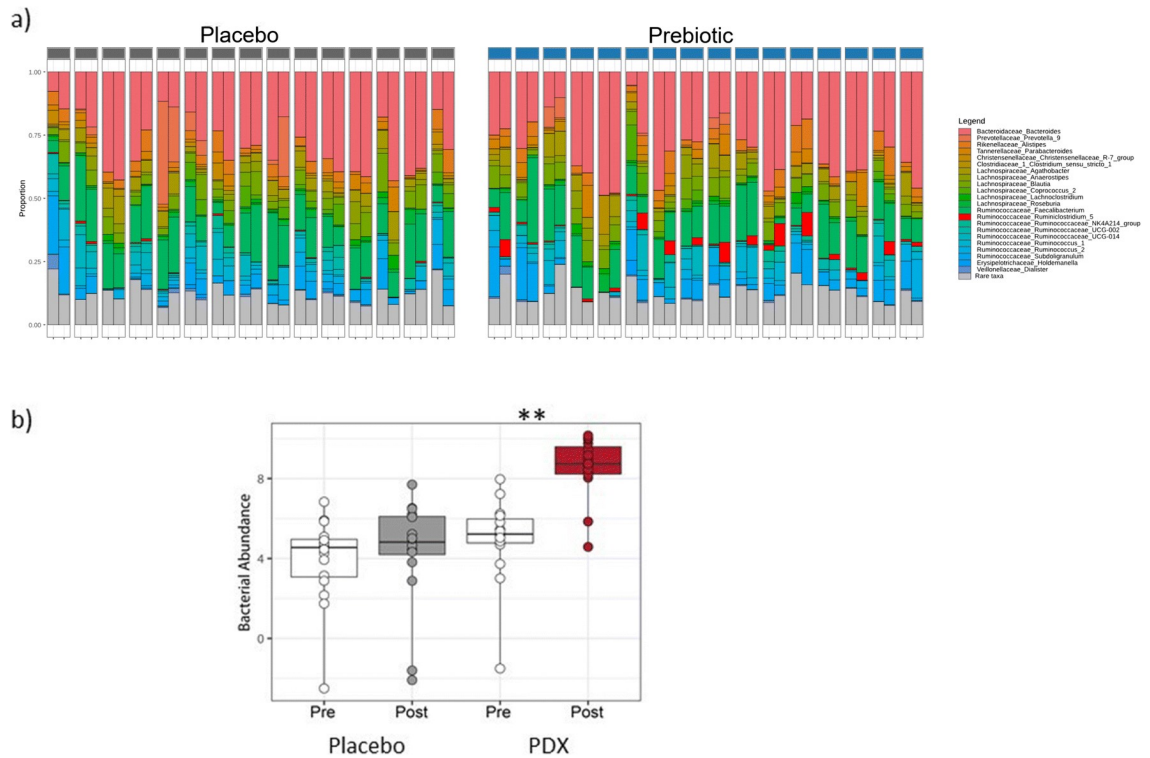 a)
Placebo
Prebiotic
1.00
0.75
0.50
0.25
0.00
Proportion
Legend
Bacteroidaceae_Bacteroides
Prevotellaceae_Prevotella_9
Rikenellaceae_Alistipes
Tannerellaceae_Parabacteroides
Christensenellaceae_Christensenellaceae_R-7_group
Clostridiaceae_1_Clostridium_sensu_stricto_1
Lachnospiraceae_Agathobacter
Lachnospiraceae_Anaerostipes
Lachnospiraceae_Blautia
Lachnospiraceae_Coprococcus_2
Lachnospiraceae_Lachnoclostridium
Lachnospiraceae_Roseburia
Ruminococcaceae_Faecalibacterium
Ruminococcaceae_Ruminiclostridium_5
Ruminococcaceae_Ruminococcaceae_NK4A214_group
Ruminococcaceae_Ruminococcaceae_UCG-002
Ruminococcaceae_Ruminococcaceae_UCG-014
Ruminococcaceae_Ruminococcus_1
Ruminococcaceae_Ruminococcus_2
Ruminococcaceae_Subdoligranulum
Erysipelotrichaceae_Holdemanella
Veillonellaceae_Dialister
Rare taxa
b)
**
8
4
0
Bacterial Abundance
Pre Post Pre Post
Placebo PDX